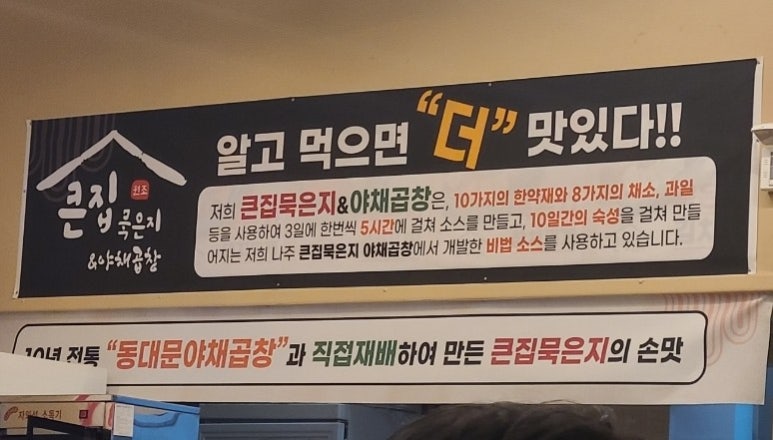 알고 먹으면 "더" 맛있다!!
원조
큰집
묵은지
&야채곱창
저희 큰집묵은지&야채곱창은, 10가지의 한약재와 8가지의 채소, 과일
등을 사용하여 3일에 한번씩 5시간에 걸쳐 소스를 만들고, 10일간의 숙성을 걸쳐 만들
어지는 저희 나주 큰집묵은지 야채곱창에서 개발한 비법 소스를 사용하고 있습니다.
10년 전통 "동대문야채곱창"과 직접재배하여 만든 큰집묵은지의 손맛